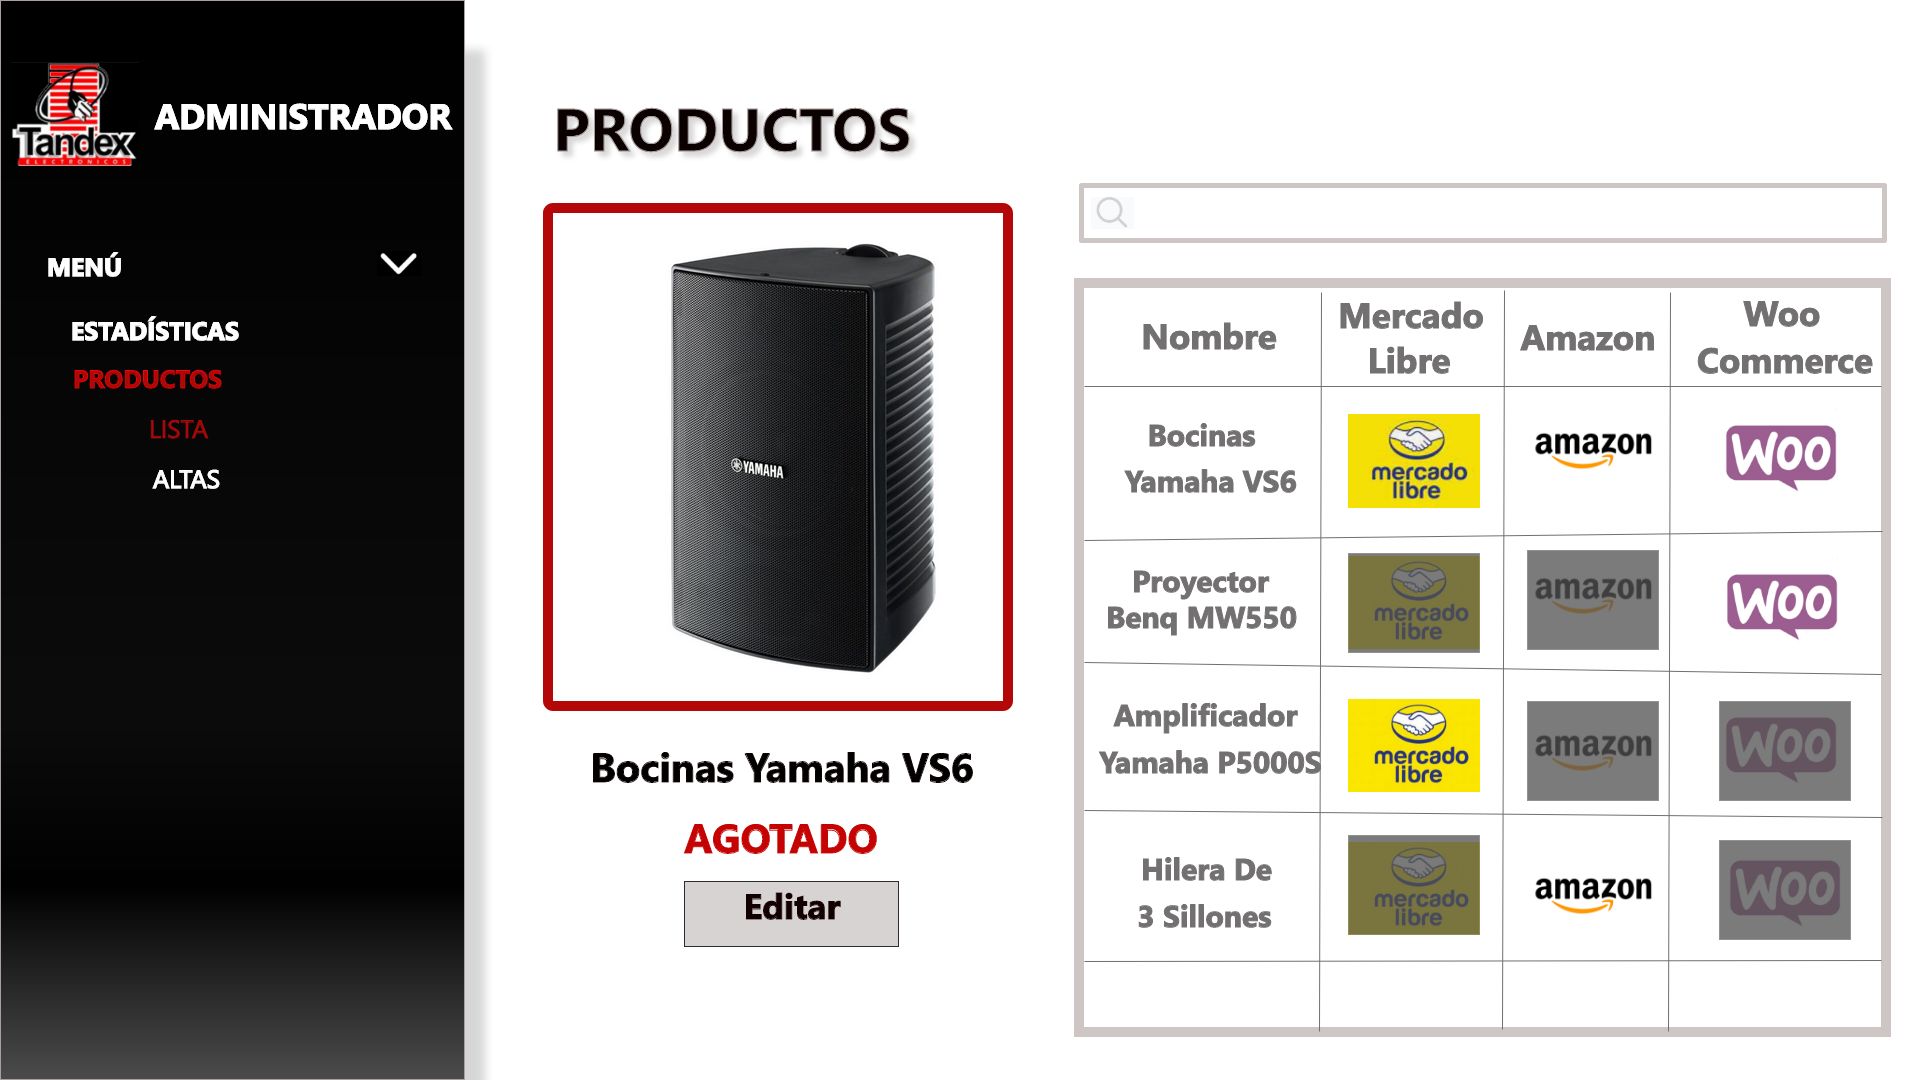 Tandex
ELECTRONICOS
ADMINISTRADOR
MENÚ
ESTADÍSTICAS
PRODUCTOS
LISTA
ALTAS
PRODUCTOS
YAMAHA
Bocinas Yamaha VS6
AGOTADO
Editar
Nombre
Mercado
Libre
Amazon
Woo
Commerce
Bocinas
Yamaha VS6
mercado
libre
amazon
WOO
Proyector
Benq MW550
mercado
libre
amazon
WOO
Amplificador
Yamaha P5000S
mercado
libre
amazon
WOO
Hilera De
3 Sillones
mercado
libre
amazon
WOO